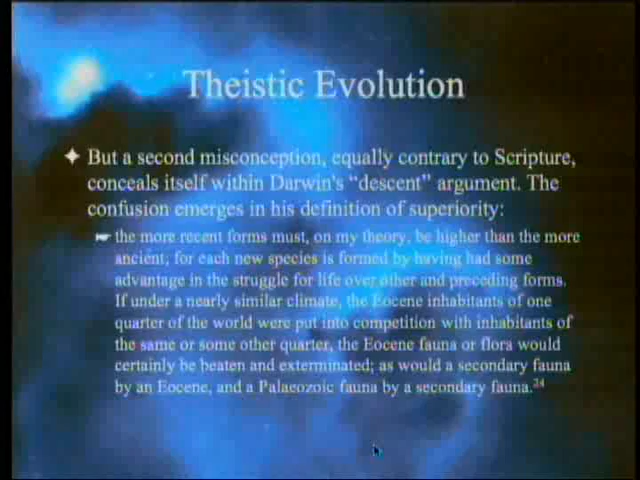 Theistic Evolution
But a second misconception, equally contrary to Scripture,
conceals itself within Darwin's “descent” argument. The
confusion emerges in his definition of superiority:
the more recent forms must, on my theory, be higher than the more
ancient; for each new species is formed by having had some
advantage in the struggle for life over other and preceding forms.
If under a nearly similar climate, the Eocene inhabitants of one
quarter of the world were put into competition with inhabitants of
the same or some other quarter, the Eocene fauna or flora would
certainly be beaten and exterminated; as would a secondary fauna
by an Eocene, and a Palaeozoic fauna by a secondary fauna.24